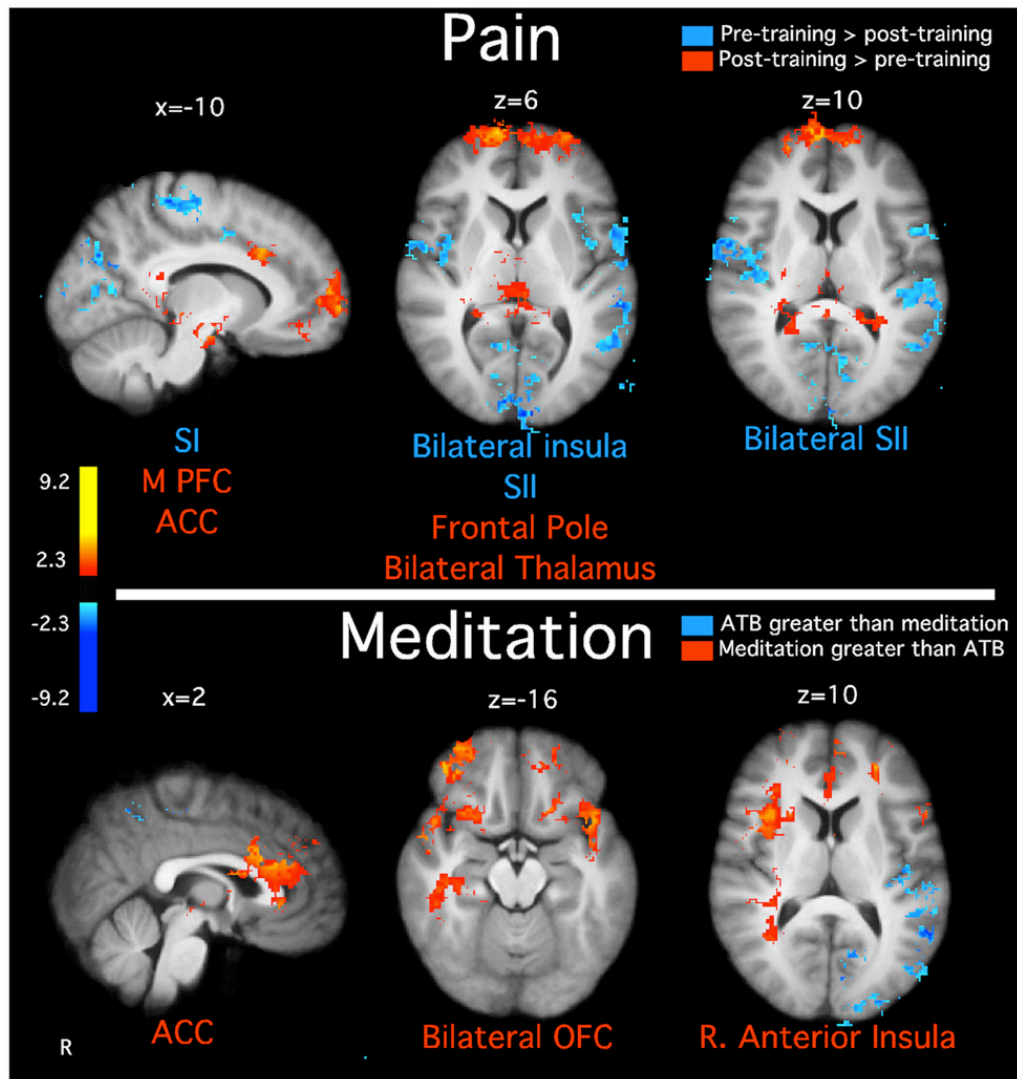 Pain
Pre-training > post-training
Post-training > pre-training
x=-10
z=6
z=10
SI
M PFC
ACC
Bilateral insula
SII
Frontal Pole
Bilateral Thalamus
Bilateral SII
9.2
2.3
-2.3
-9.2
Meditation
ATB greater than meditation
Meditation greater than ATB
x=2
z=-16
z=10
R
ACC
Bilateral OFC
R. Anterior Insula